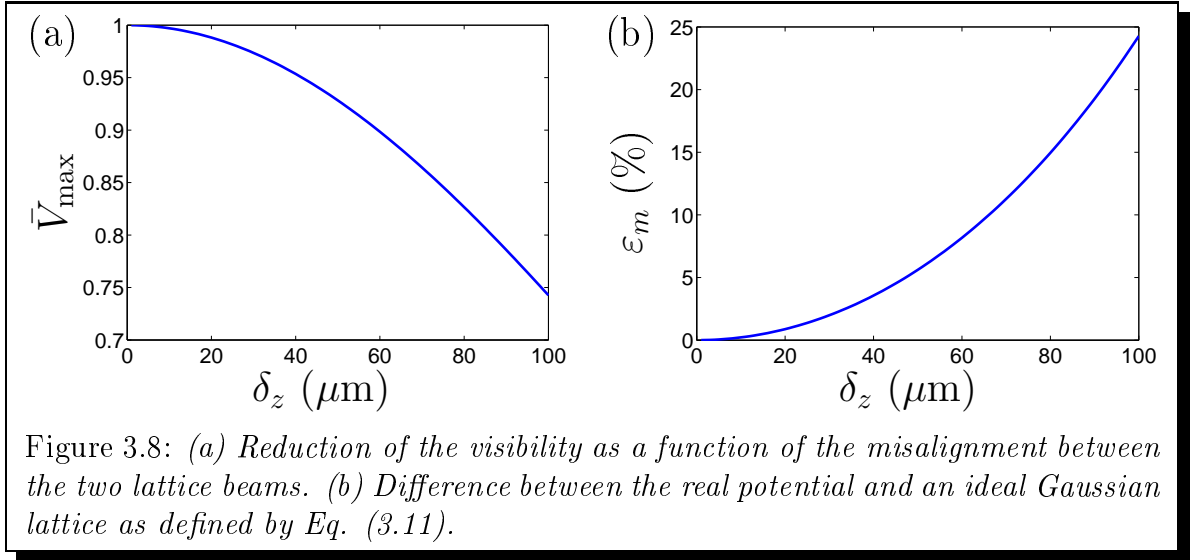 (a)
1
0.95
0.9
0.85
0.8
0.75
0.7
V̄max
0 20 40 60 80 100
δz (μm)
(b)
25
20
15
10
5
0
εm (%)
0 20 40 60 80 100
δz (μm)
Figure 3.8: (a) Reduction of the visibility as a function of the misalignment between
the two lattice beams. (b) Difference between the real potential and an ideal Gaussian
lattice as defined by Eq. (3.11).